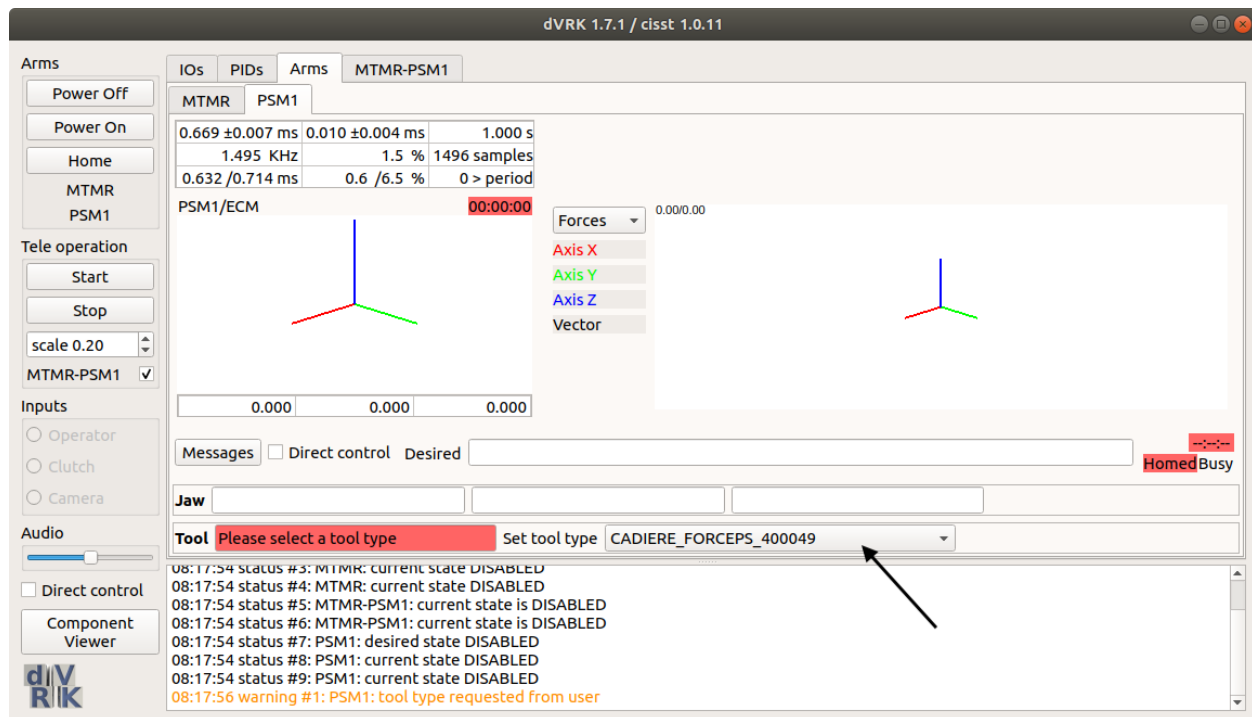 dVRK 1.7.1 / cisst 1.0.11
Arms
Power Off
Power On
Home
MTMR
PSM1
Tele operation
Start
Stop
scale 0.20
MTMR-PSM1
Inputs
Operator
Clutch
Camera
Audio
Direct control
Component
Viewer
dVRK
IOs PIDs Arms MTMR-PSM1
MTMR PSM1
0.669 ±0.007 ms 0.010 ±0.004 ms 1.000 s
1.495 KHz 1.5 % 1496 samples
0.632 /0.714 ms 0.6 /6.5 % 0 > period
PSM1/ECM 00:00:00
0.000 0.000 0.000
Forces
Axis X
Axis Y
Axis Z
Vector
0.00/0.00
Messages Direct control Desired
--:--:--
Homed Busy
Jaw
Tool Please select a tool type Set tool type CADIERE_FORCEPS_400049
08:17:54 status #3: MTMR: current state DISABLED
08:17:54 status #4: MTMR: current state DISABLED
08:17:54 status #5: MTMR-PSM1: current state is DISABLED
08:17:54 status #6: MTMR-PSM1: current state is DISABLED
08:17:54 status #7: PSM1: desired state DISABLED
08:17:54 status #8: PSM1: current state DISABLED
08:17:54 status #9: PSM1: current state DISABLED
08:17:56 warning #1: PSM1: tool type requested from user